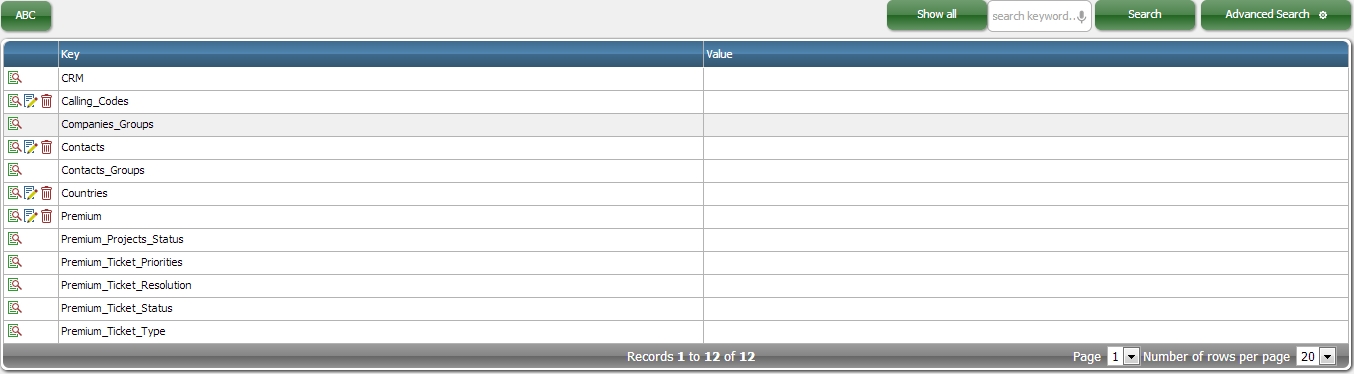 ABC Show all search keyword... Search Advanced Search
Key Value
CRM
Calling_Codes
Companies_Groups
Contacts
Contacts_Groups
Countries
Premium
Premium_Projects_Status
Premium_Ticket_Priorities
Premium_Ticket_Resolution
Premium_Ticket_Status
Premium_Ticket_Type
Records 1 to 12 of 12 Page 1 Number of rows per page 20